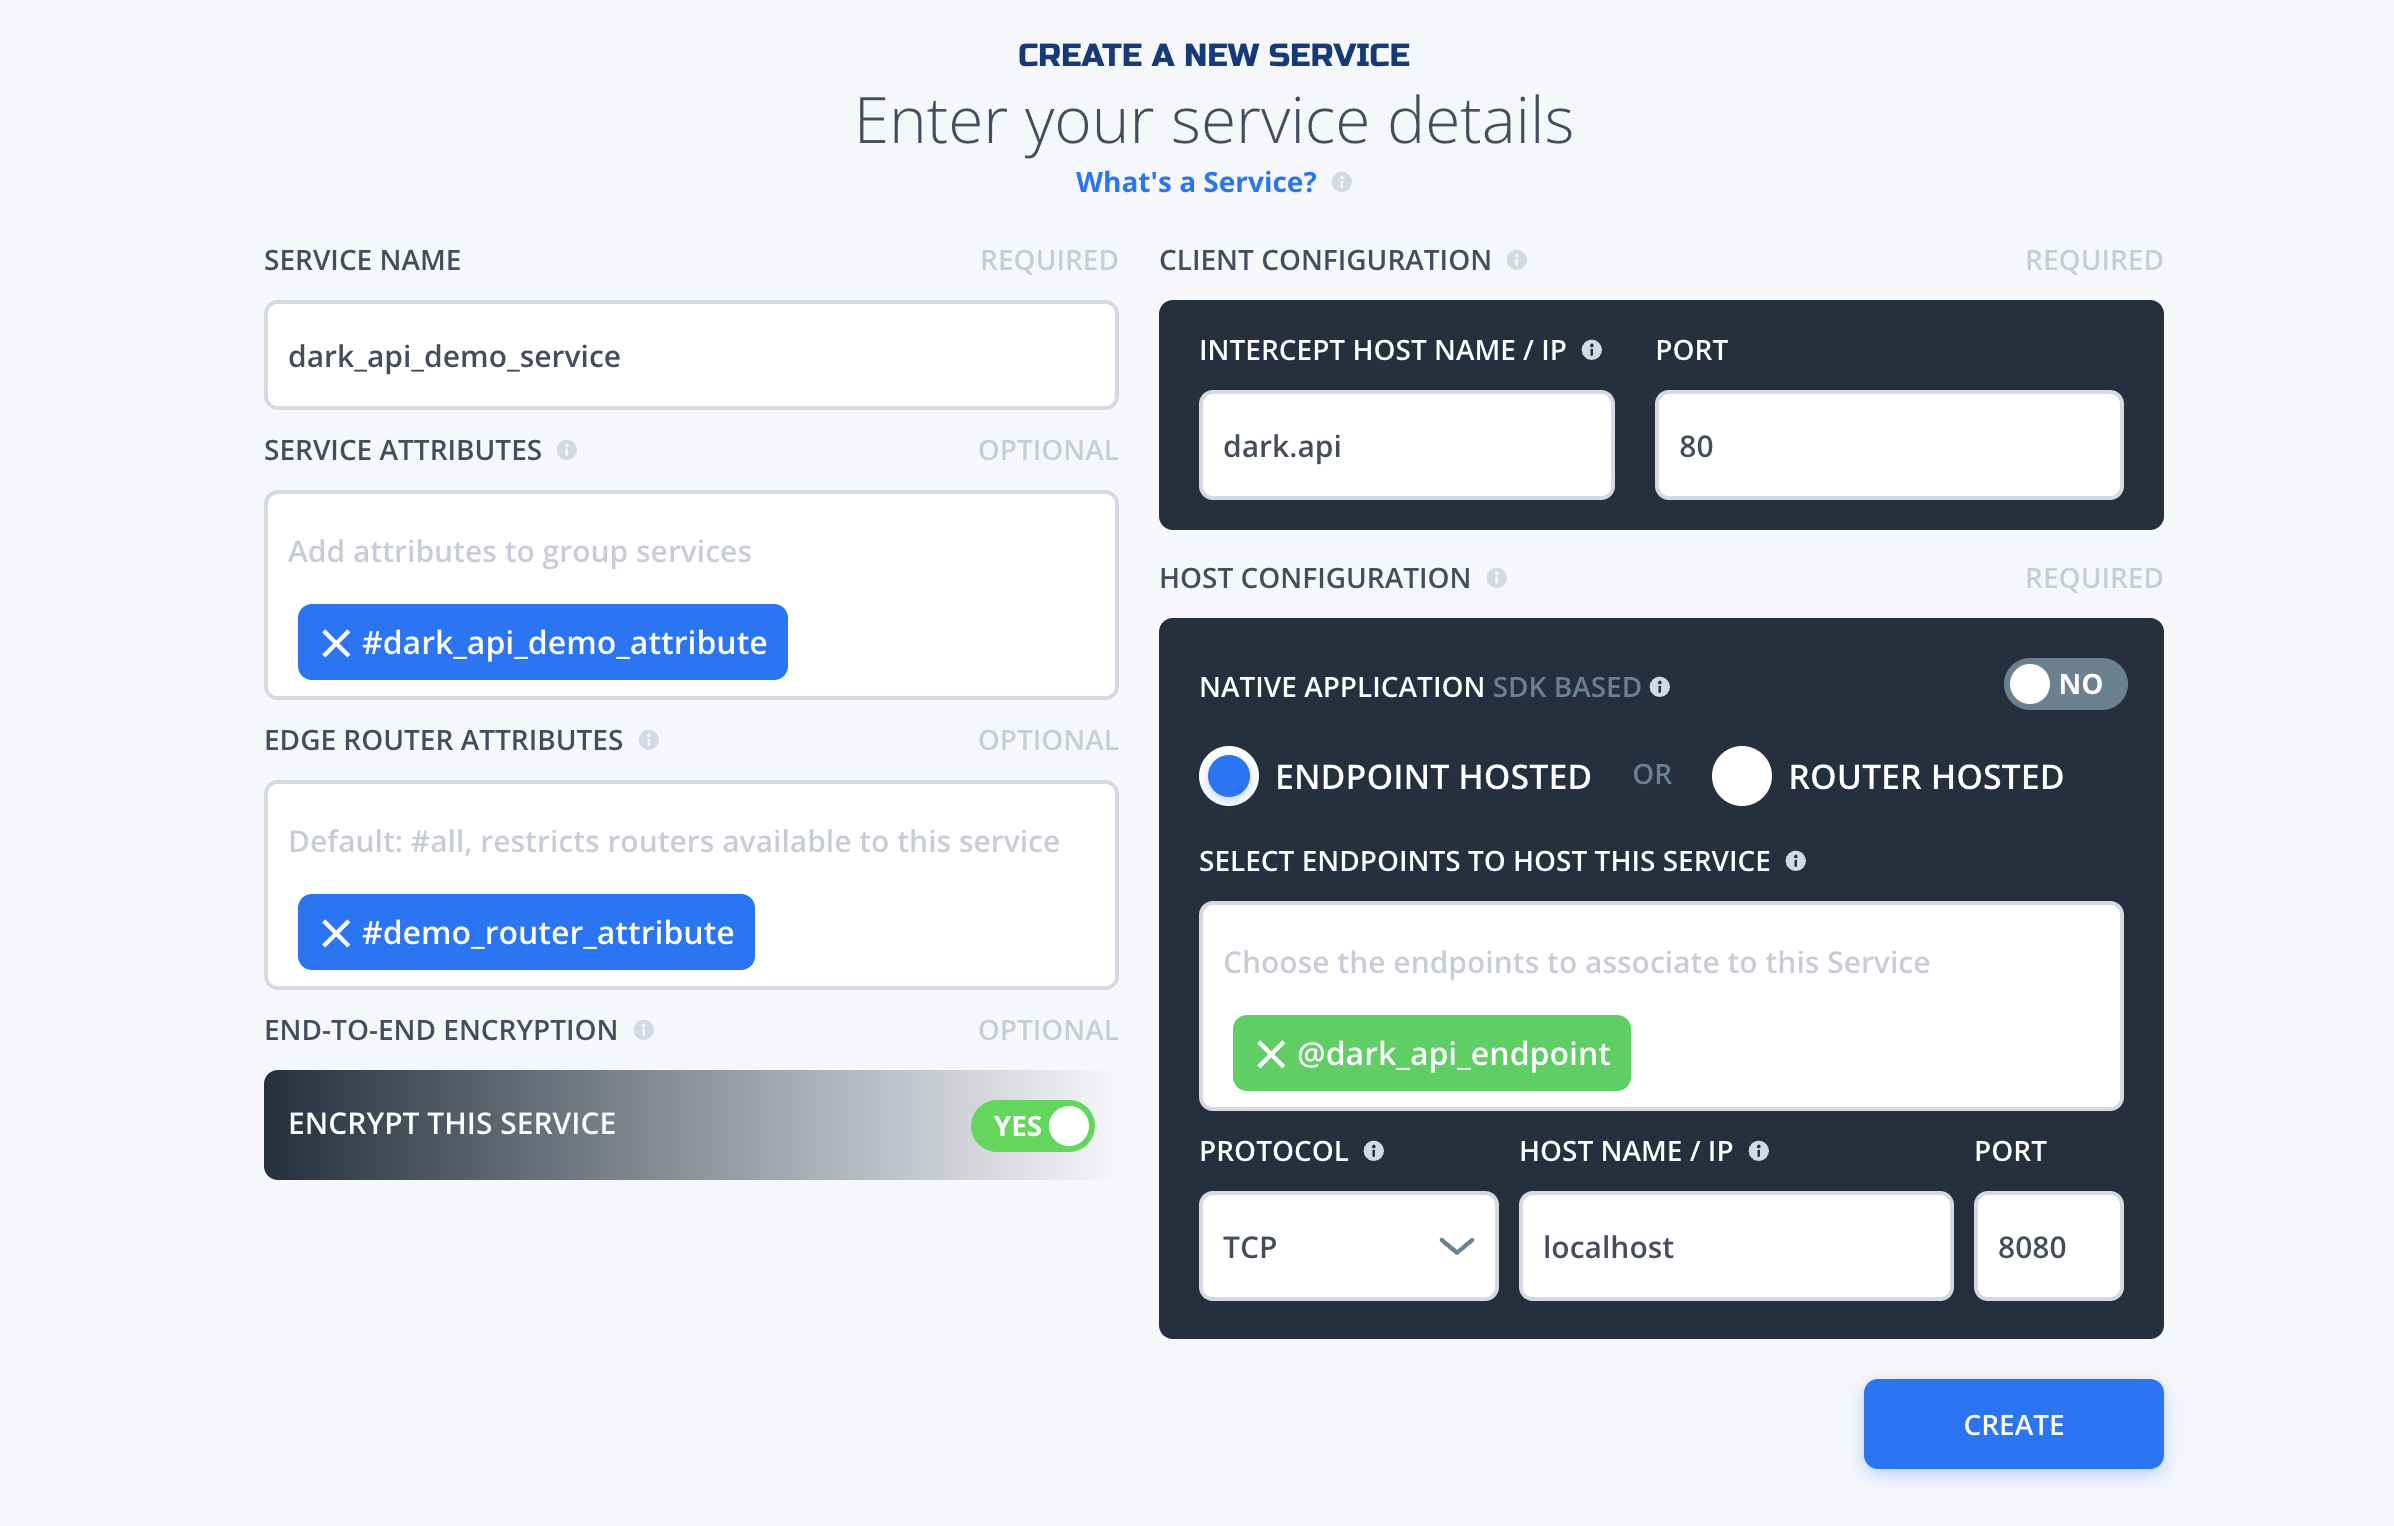 CREATE A NEW SERVICE
Enter your service details
What's a Service?
SERVICE NAME REQUIRED
dark_api_demo_service
SERVICE ATTRIBUTES OPTIONAL
Add attributes to group services
#dark_api_demo_attribute
EDGE ROUTER ATTRIBUTES OPTIONAL
Default: #all, restricts routers available to this service
#demo_router_attribute
END-TO-END ENCRYPTION OPTIONAL
ENCRYPT THIS SERVICE YES
CLIENT CONFIGURATION REQUIRED
INTERCEPT HOST NAME / IP PORT
dark.api 80
HOST CONFIGURATION REQUIRED
NATIVE APPLICATION SDK BASED NO
ENDPOINT HOSTED OR ROUTER HOSTED
SELECT ENDPOINTS TO HOST THIS SERVICE
Choose the endpoints to associate to this Service
@dark_api_endpoint
PROTOCOL HOST NAME / IP PORT
TCP localhost 8080
CREATE